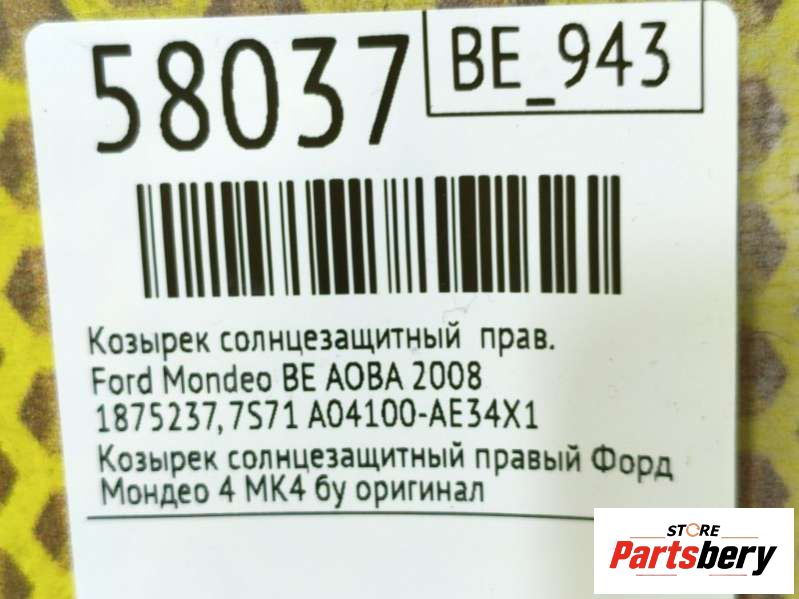 58037
BE_943
Козырек солнцезащитный прав.
Ford Mondeo BE AOBA 2008
1875237,7S71 A04100-AE34X1
Козырек солнцезащитный правый Форд
Мондео 4 МК4 бу оригинал
STORE
Partsbery